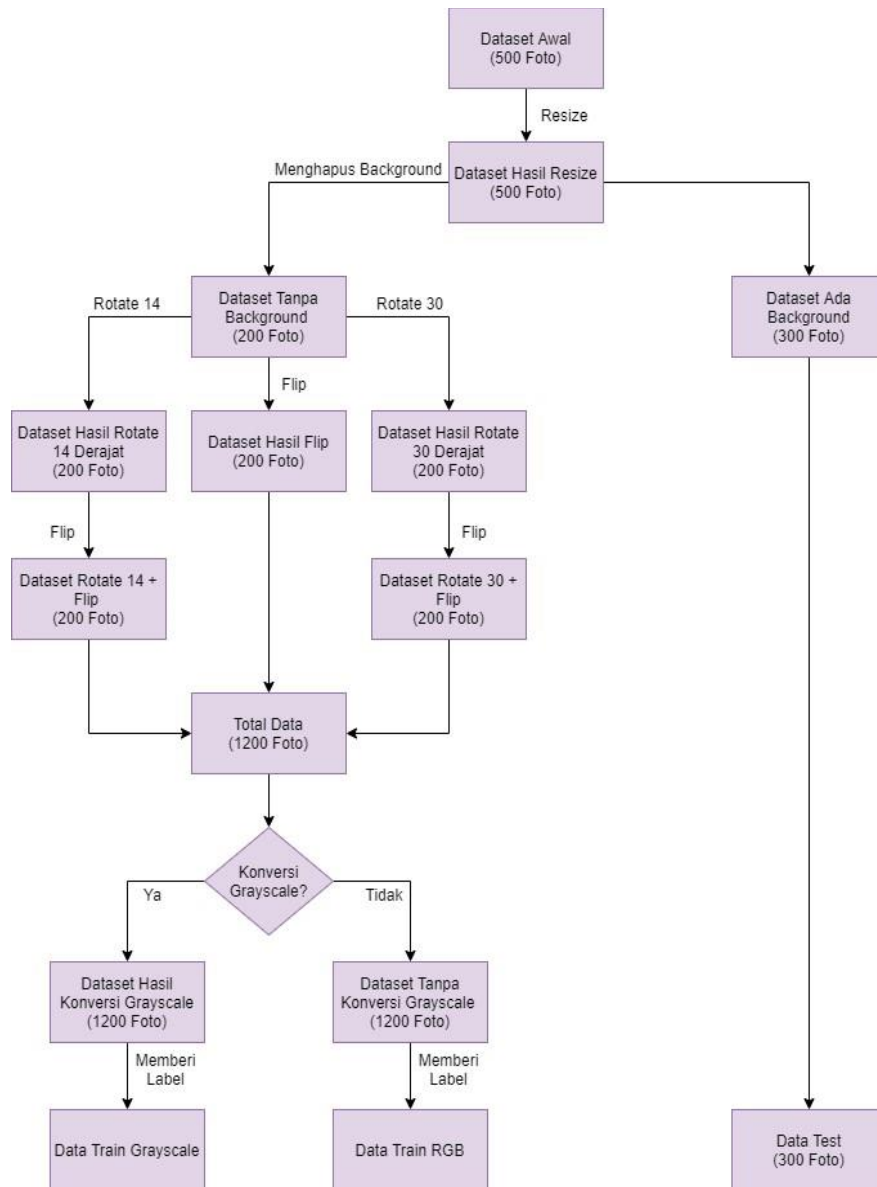 Dataset Awal
(500 Foto)
Resize
Menghapus Background
Dataset Hasil Resize
(500 Foto)
Rotate 14
Dataset Tanpa
Background
(200 Foto)
Rotate 30
Dataset Ada
Background
(300 Foto)
Flip
Dataset Hasil Rotate
14 Derajat
(200 Foto)
Dataset Hasil Flip
(200 Foto)
Dataset Hasil Rotate
30 Derajat
(200 Foto)
Flip
Flip
Dataset Rotate 14 +
Flip
(200 Foto)
Dataset Rotate 30 +
Flip
(200 Foto)
Total Data
(1200 Foto)
Konversi
Grayscale?
Ya
Tidak
Dataset Hasil
Konversi Grayscale
(1200 Foto)
Dataset Tanpa
Konversi Grayscale
(1200 Foto)
Memberi
Label
Memberi
Label
Data Train Grayscale
Data Train RGB
Data Test
(300 Foto)